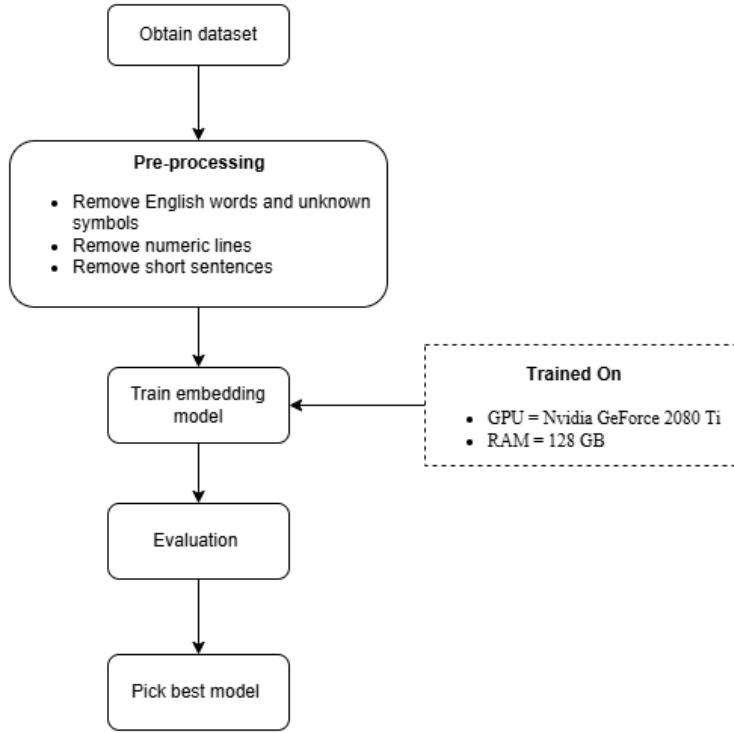 Obtain dataset
Pre-processing
• Remove English words and unknown
symbols
• Remove numeric lines
• Remove short sentences
Train embedding
model
Trained On
• GPU = Nvidia GeForce 2080 Ti
• RAM = 128 GB
Evaluation
Pick best model